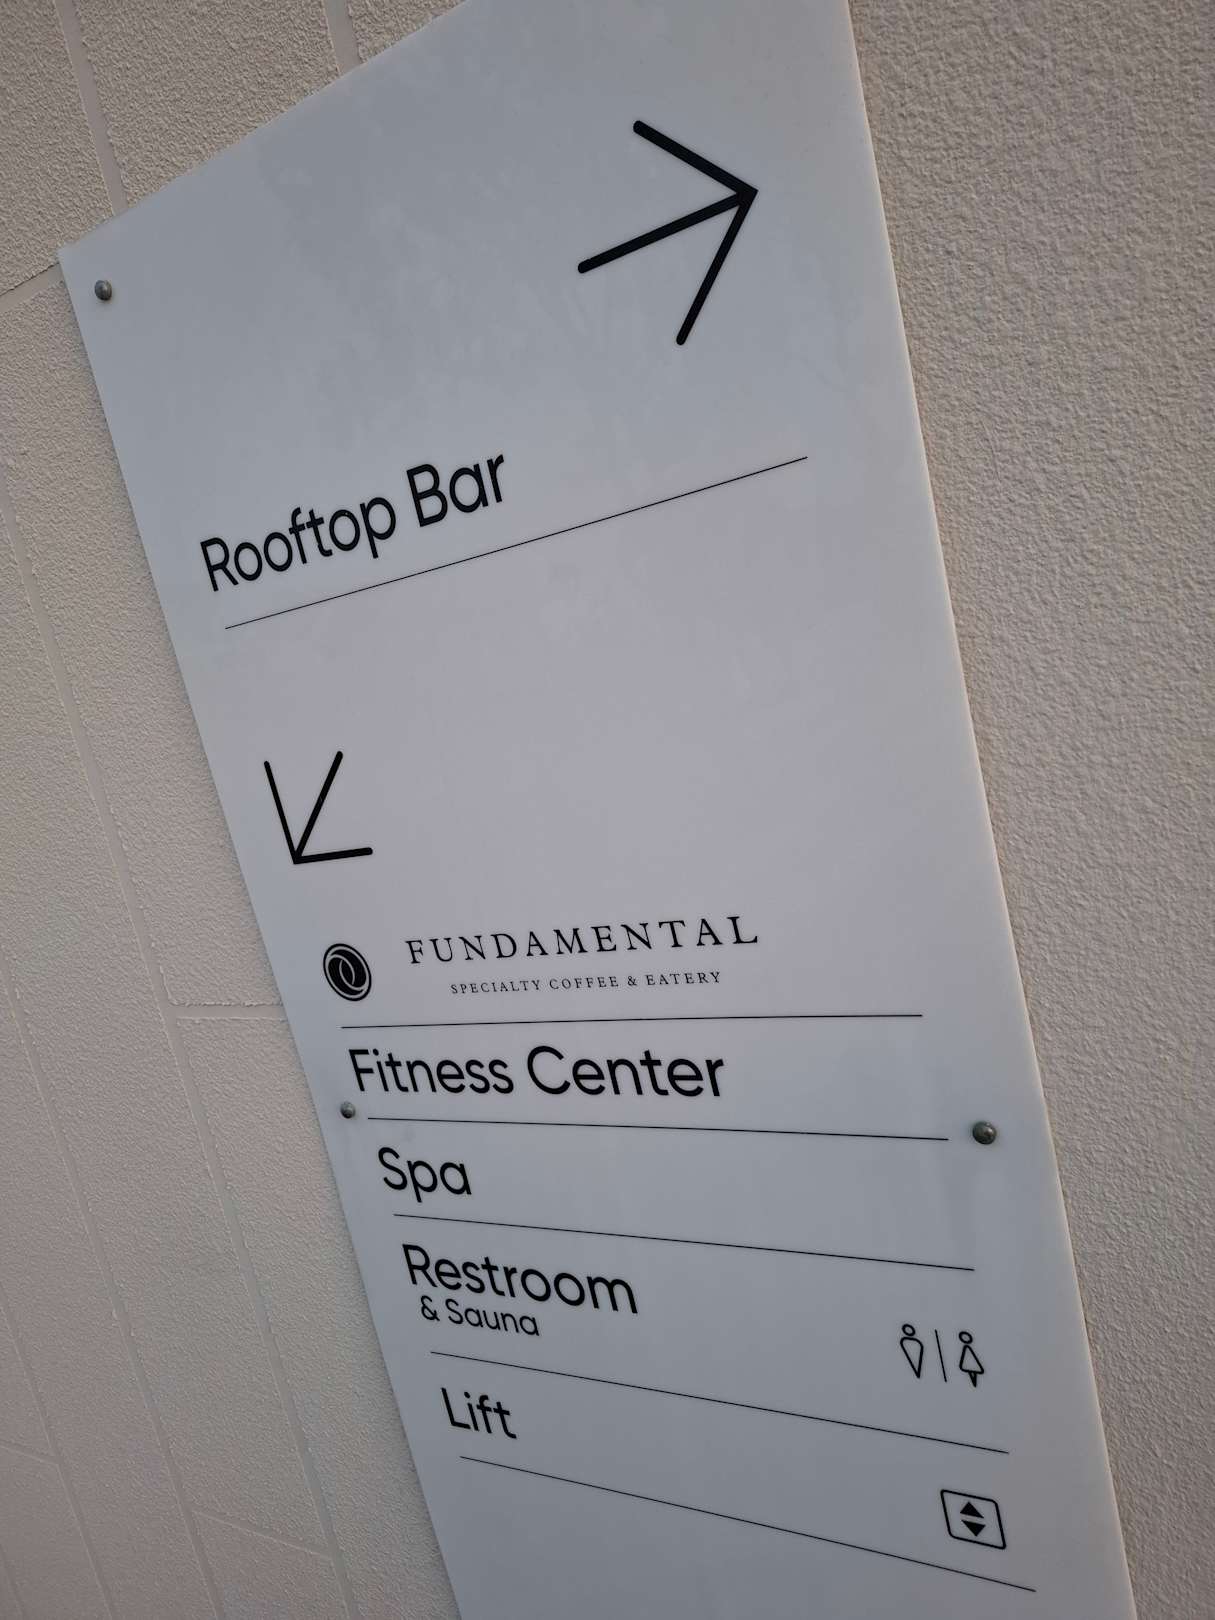 Rooftop Bar
FUNDAMENTAL
SPECIALTY COFFEE & EATERY
Fitness Center
Spa
Restroom
& Sauna
Lift